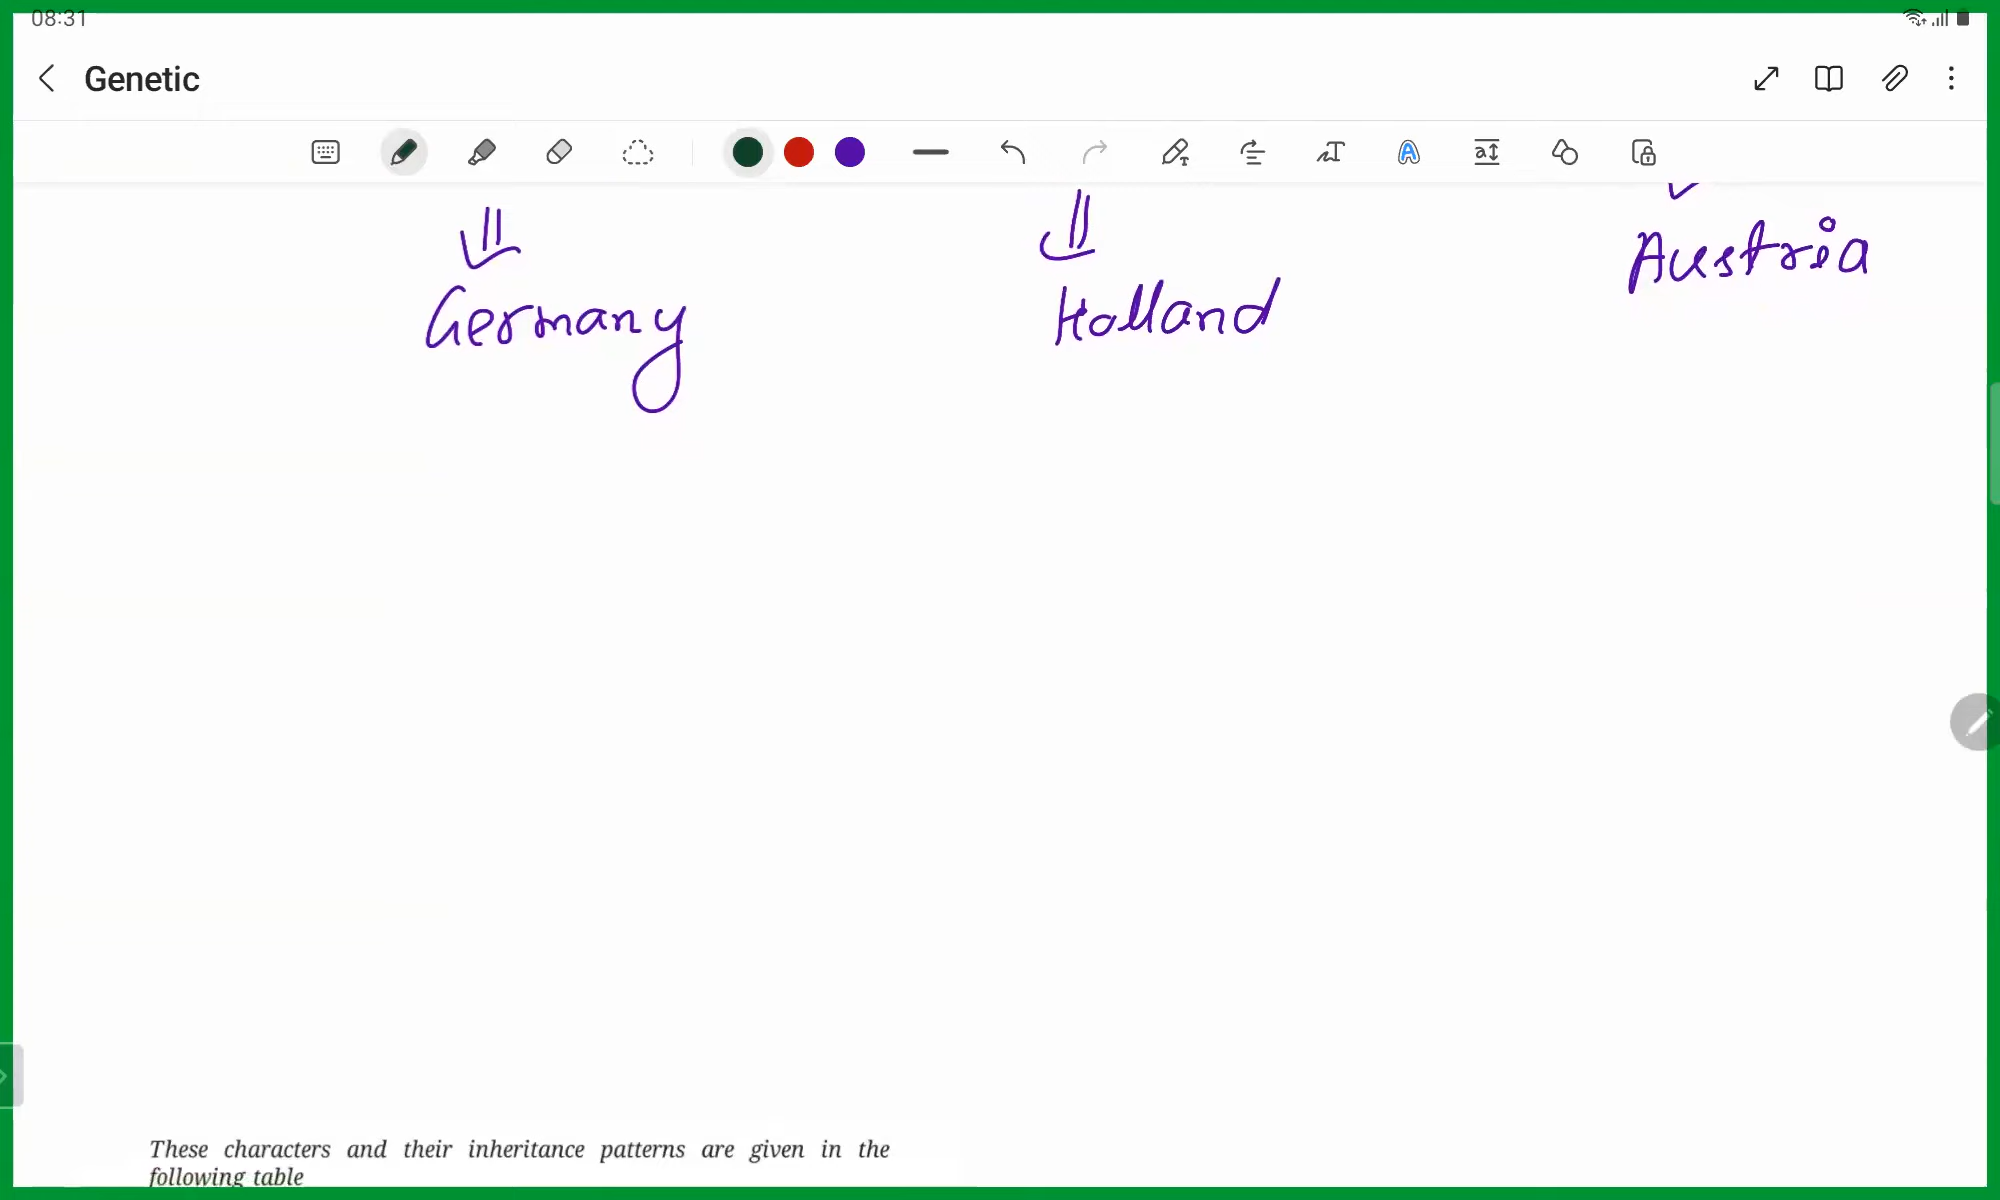 08:31
Genetic
Germany
Holland
Austria
These characters and their inheritance patterns are given in the
following table